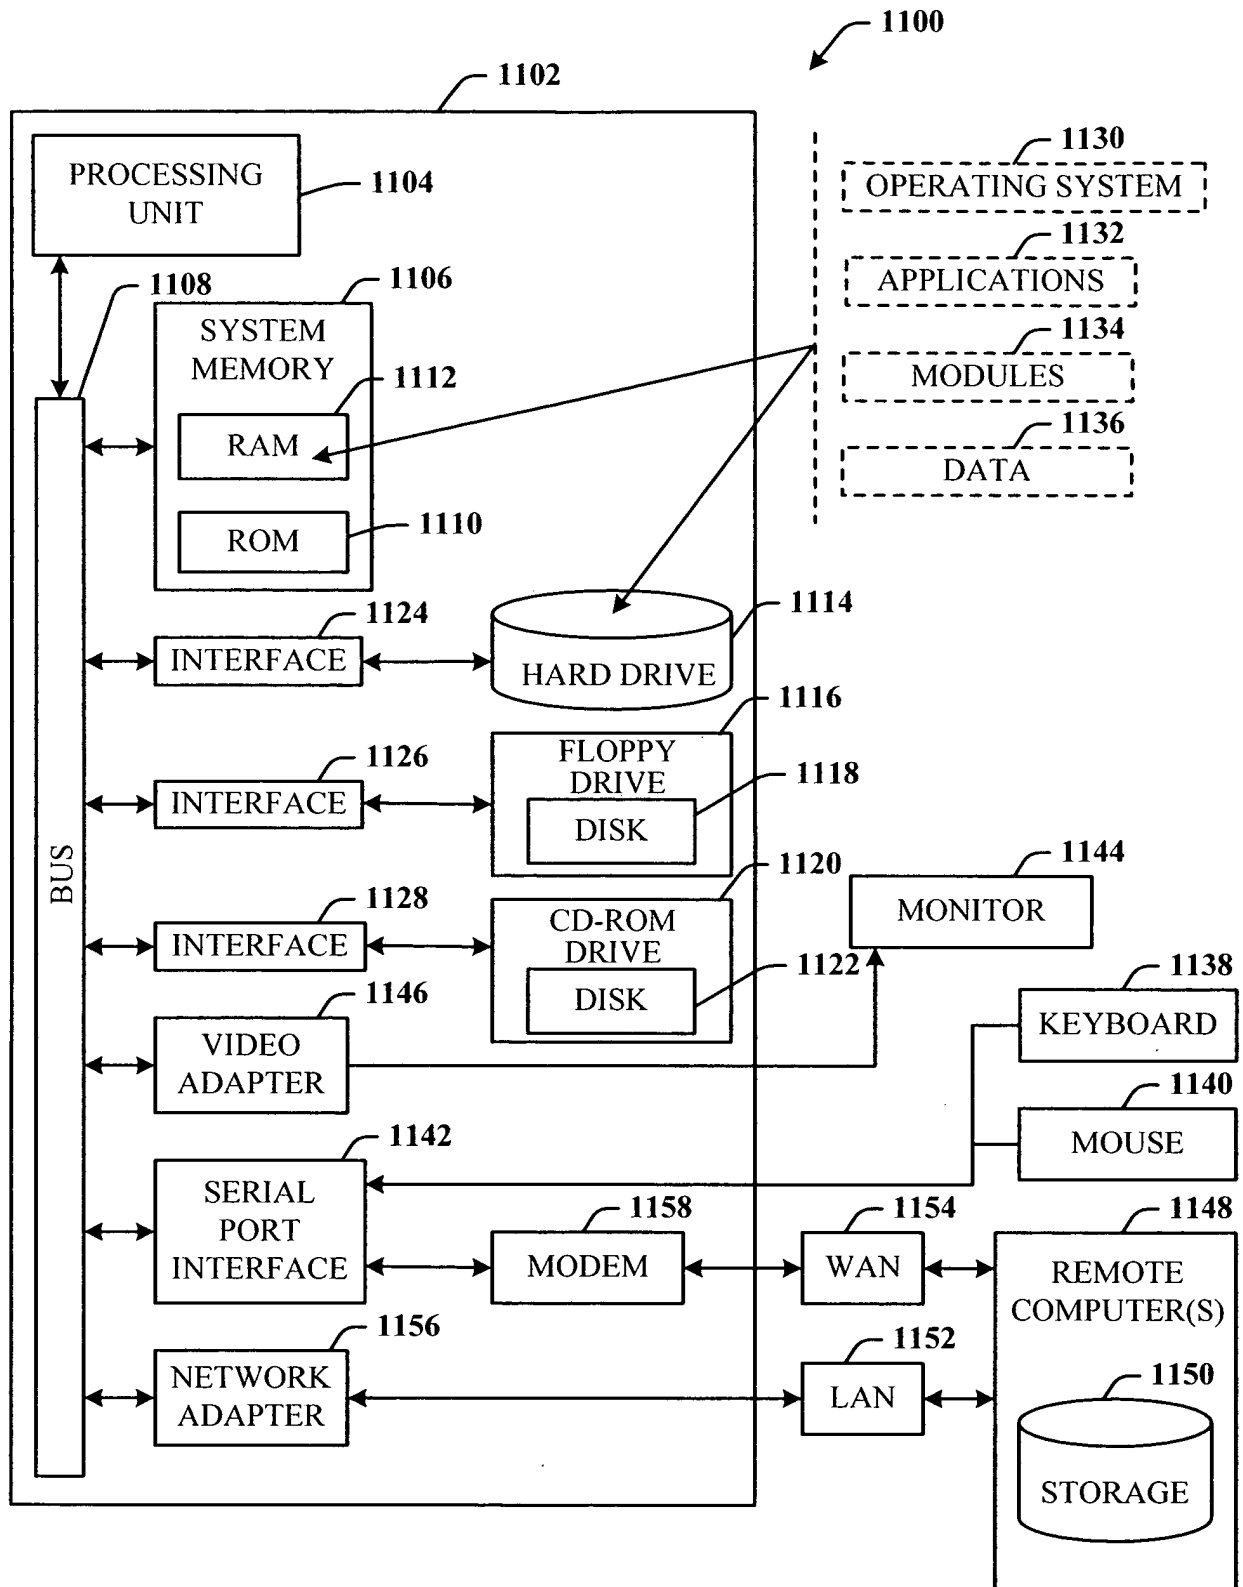 1100
1102
1130
PROCESSING
UNIT
1104
OPERATING SYSTEM
1132
APPLICATIONS
1108
1106
SYSTEM
MEMORY
1134
MODULES
1112
RAM
1136
DATA
1110
ROM
1124
INTERFACE
1114
HARD DRIVE
1116
FLOPPY
DRIVE
1126
INTERFACE
1118
DISK
BUS
1144
MONITOR
1120
CD-ROM
DRIVE
1128
INTERFACE
1122
DISK
1138
KEYBOARD
1146
VIDEO
ADAPTER
1140
MOUSE
1142
SERIAL
PORT
INTERFACE
1158
MODEM
1154
WAN
1148
REMOTE
COMPUTER(S)
1156
NETWORK
ADAPTER
1152
LAN
1150
STORAGE